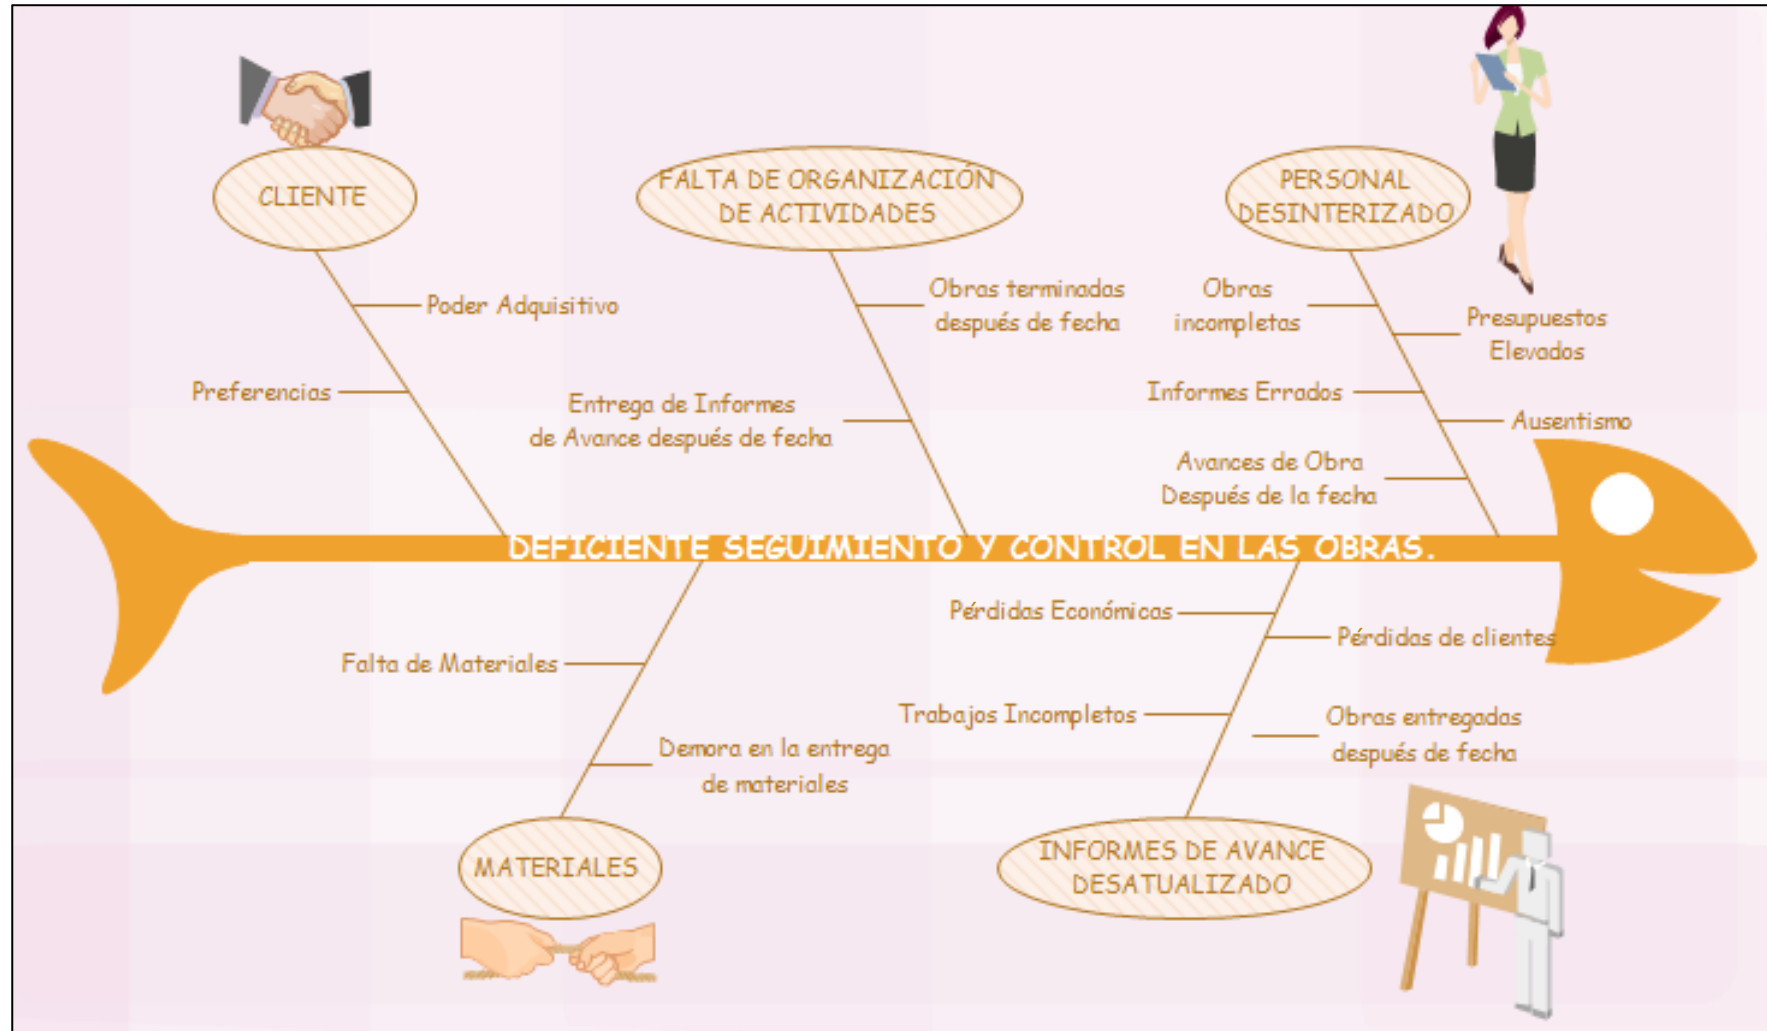 CLIENTE
FALTA DE ORGANIZACIÓN
DE ACTIVIDADES
PERSONAL
DESINTERIZADO
Poder Adquisitivo
Preferencias
Obras terminadas
después de fecha
Entrega de Informes
de Avance después de fecha
Obras
incompletas
Presupuestos
Elevados
Informes Errados
Ausentismo
Avances de Obra
Después de la fecha
DEFICIENTE SEGUIMIENTO Y CONTROL EN LAS OBRAS.
Falta de Materiales
Demora en la entrega
de materiales
MATERIALES
Pérdidas Económicas
Pérdidas de clientes
Trabajos Incompletos
Obras entregadas
después de fecha
INFORMES DE AVANCE
DESATUALIZADO